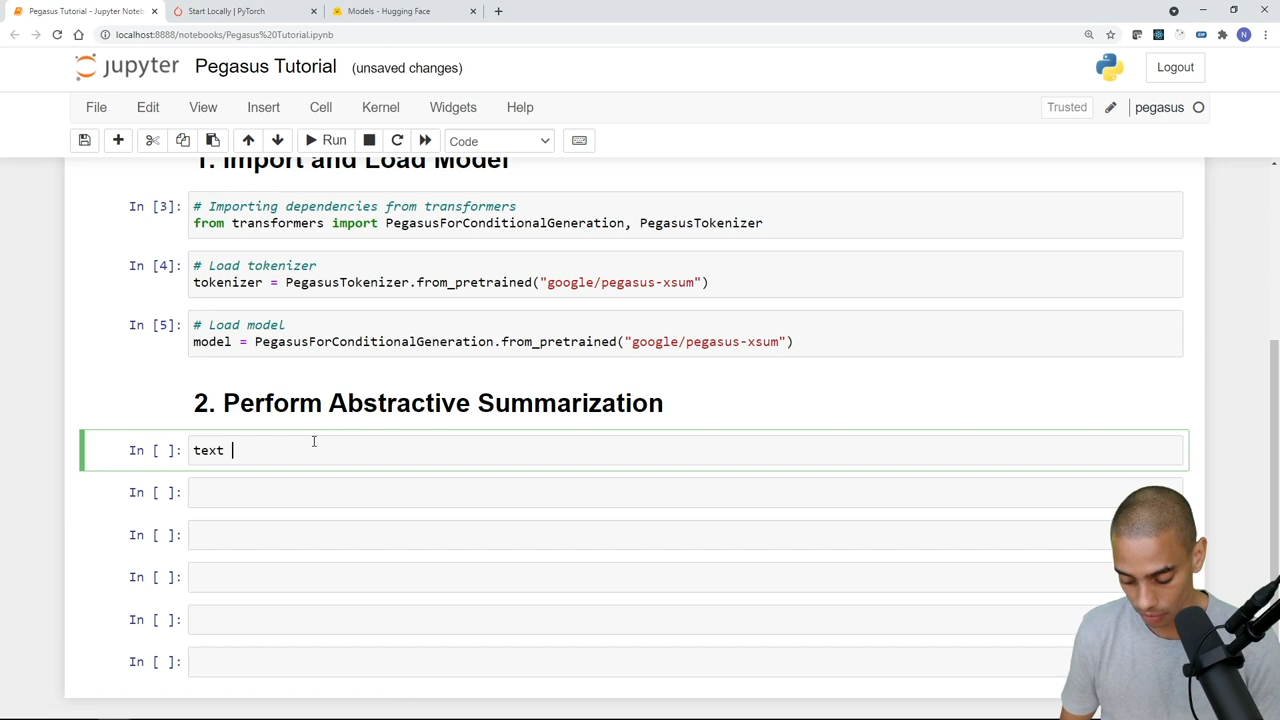 Pegasus Tutorial - Jupyter Noteb
Start Locally | PyTorch
Models - Hugging Face
localhost:8888/notebooks/Pegasus%20Tutorial.ipynb
N
jupyter Pegasus Tutorial (unsaved changes)
Logout
File Edit View Insert Cell Kernel Widgets Help
Trusted
pegasus
Run
Code
1. Import and Load Model
In [3]: # Importing dependencies from transformers
from transformers import PegasusForConditionalGeneration, PegasusTokenizer
In [4]: # Load tokenizer
tokenizer = PegasusTokenizer.from_pretrained("google/pegasus-xsum")
In [5]: # Load model
model = PegasusForConditionalGeneration.from_pretrained("google/pegasus-xsum")
2. Perform Abstractive Summarization
In [ ]: text
In [ ]:
In [ ]:
In [ ]:
In [ ]:
In [ ]: